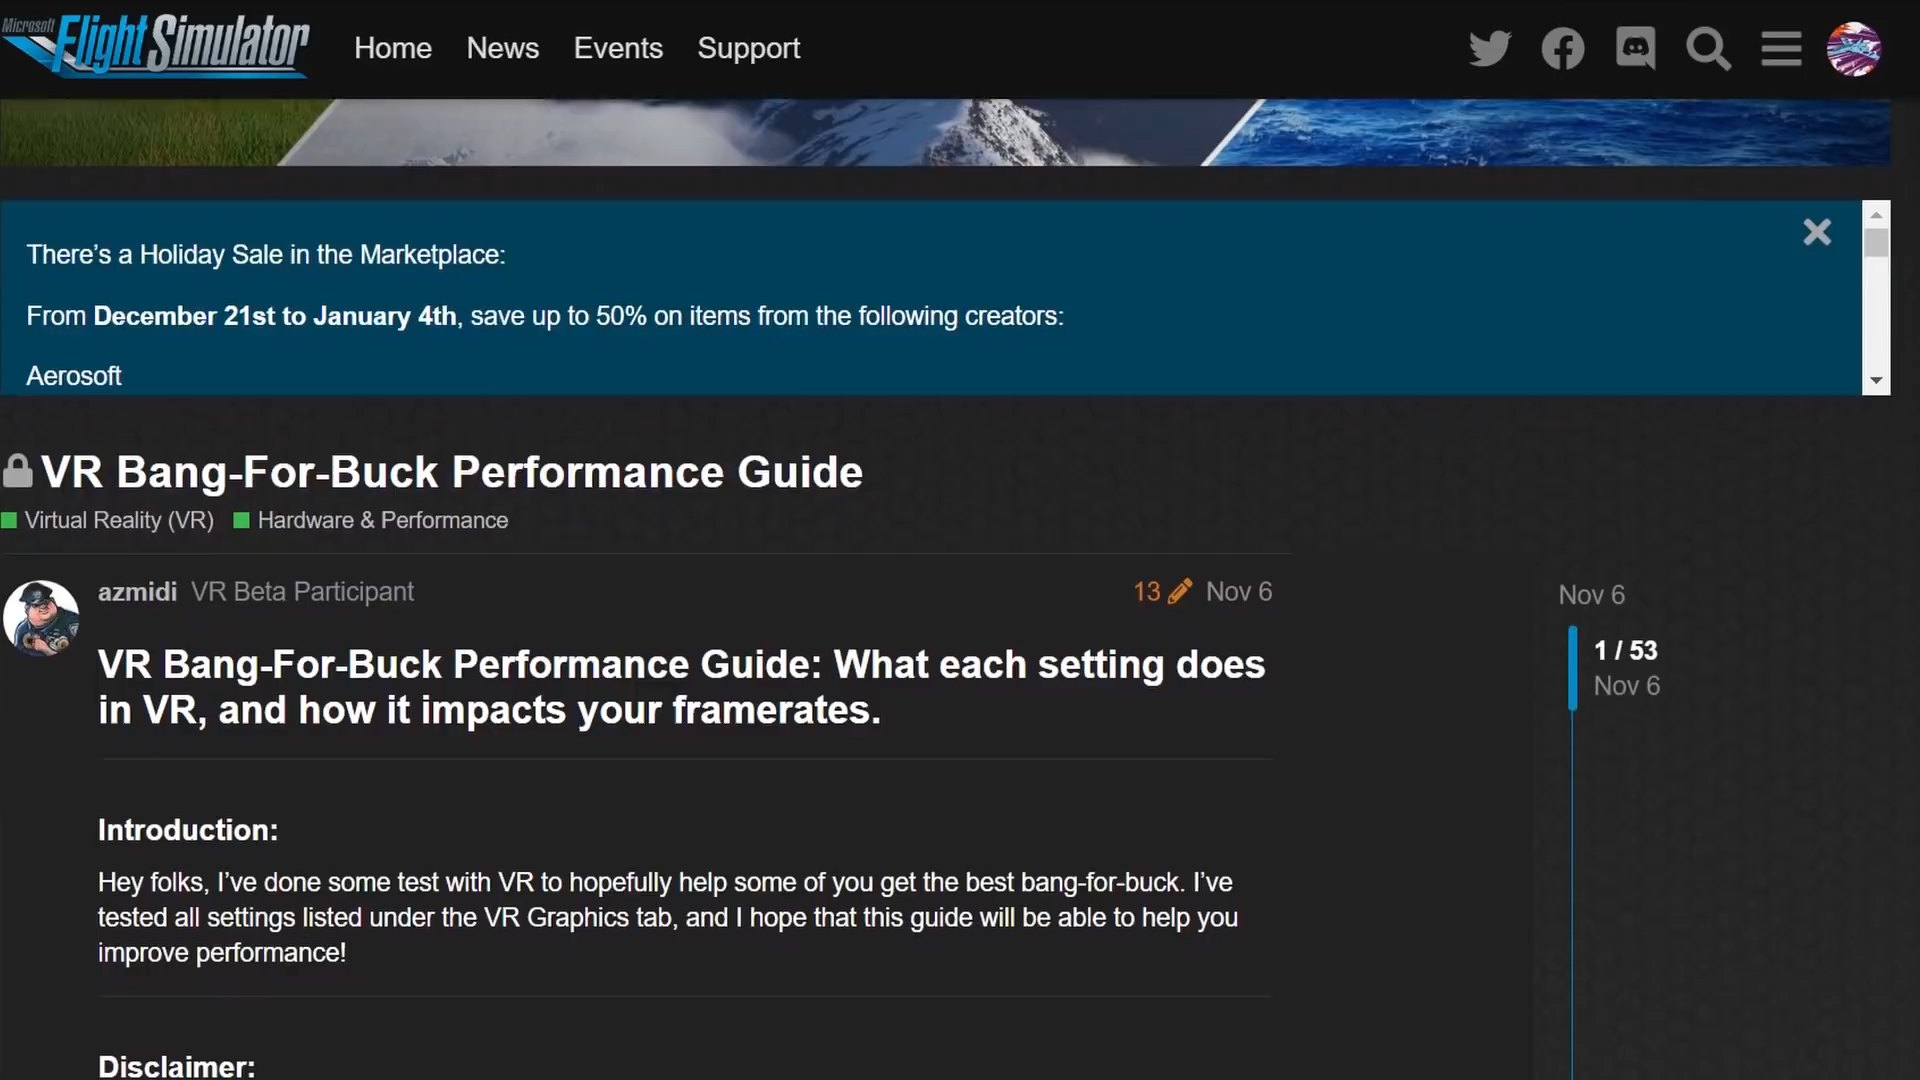 Microsoft
Flight Simulator
Home News Events Support
There’s a Holiday Sale in the Marketplace:
From December 21st to January 4th, save up to 50% on items from the following creators:
Aerosoft
VR Bang-For-Buck Performance Guide
Virtual Reality (VR) Hardware & Performance
azmidi VR Beta Participant 13 Nov 6
Nov 6
1 / 53
Nov 6
VR Bang-For-Buck Performance Guide: What each setting does
in VR, and how it impacts your framerates.
Introduction:
Hey folks, I’ve done some test with VR to hopefully help some of you get the best bang-for-buck. I’ve
tested all settings listed under the VR Graphics tab, and I hope that this guide will be able to help you
improve performance!
Disclaimer: